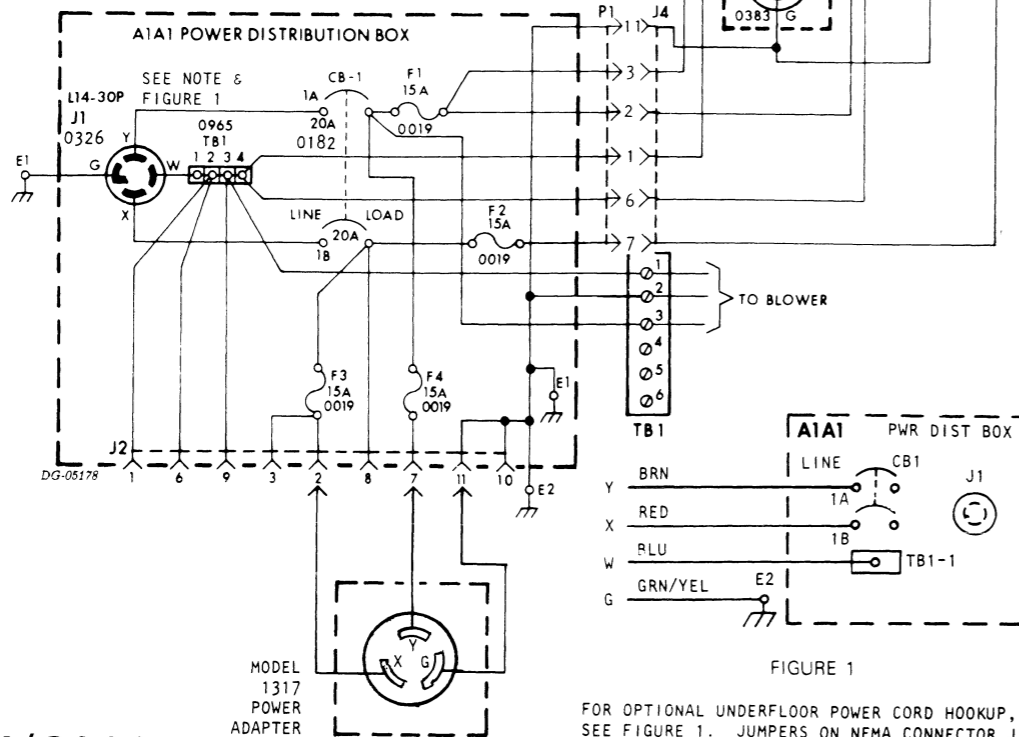 A1A1 POWER DISTRIBUTION BOX
SEE NOTE &
FIGURE 1
L14-30P
J1
0326
E1
G
Y
W
X
0965
TB1
1 2 3 4
CB-1
1A
20A
0182
F1
15A
0019
LINE
LOAD
20A
1B
F2
15A
0019
F3
15A
0019
F4
15A
0019
E1
E2
P1
J4
11
3
2
1
6
7
0383
G
1
2
3
4
5
6
TO BLOWER
TB1
J2
DG-05178
1 6 9 3 2 8 7 11 10
MODEL
1317
POWER
ADAPTER
Y
X
G
A1A1 PWR DIST BOX
LINE
CB1
J1
1A
1B
TB1-1
Y BRN
X RED
W BLU
G GRN/YEL
E2
FIGURE 1
FOR OPTIONAL UNDERFLOOR POWER CORD HOOKUP,
SEE FIGURE 1. JUMPERS ON NEMA CONNECTOR